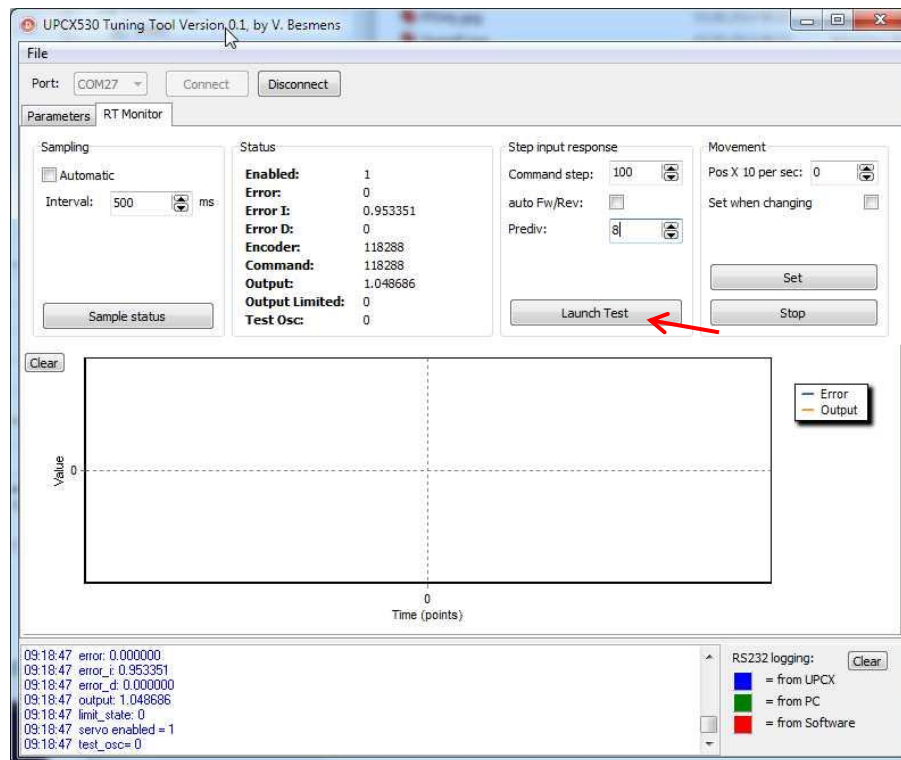 UPCX530 Tuning Tool Version 0.1, by V. Besmens
File
Port: COM27 Connect Disconnect
Parameters RT Monitor
Sampling
Automatic
Interval: 500 ms
Sample status
Status
Enabled: 1
Error: 0
Error I: 0.953351
Error D: 0
Encoder: 118288
Command: 118288
Output: 1.048686
Output Limited: 0
Test Osc: 0
Step input response
Command step: 100
auto Fw/Rev:
Prediv: 8
Launch Test
Movement
Pos X 10 per sec: 0
Set when changing
Set
Stop
Clear
Value
0
0
Time (points)
Error
Output
09:18:47 error: 0.000000
09:18:47 error_i: 0.953351
09:18:47 error_d: 0.000000
09:18:47 output: 1.048686
09:18:47 limit_state: 0
09:18:47 servo enabled = 1
09:18:47 test_osc= 0
RS232 logging: Clear
= from UPCX
= from PC
= from Software